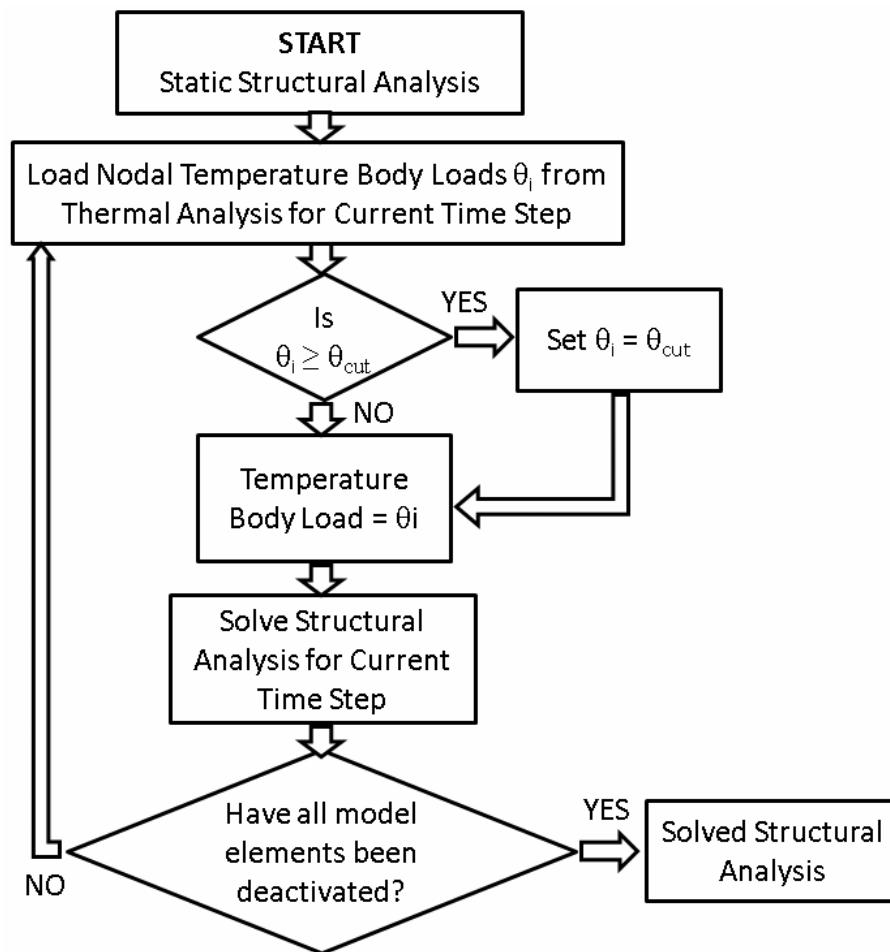 START
Static Structural Analysis
Load Nodal Temperature Body Loads θᵢ from
Thermal Analysis for Current Time Step
Is
θᵢ ≥ θcut
YES
Set θᵢ = θcut
NO
Temperature
Body Load = θi
Solve Structural
Analysis for Current
Time Step
Have all model
elements been
deactivated?
YES
Solved Structural
Analysis
NO